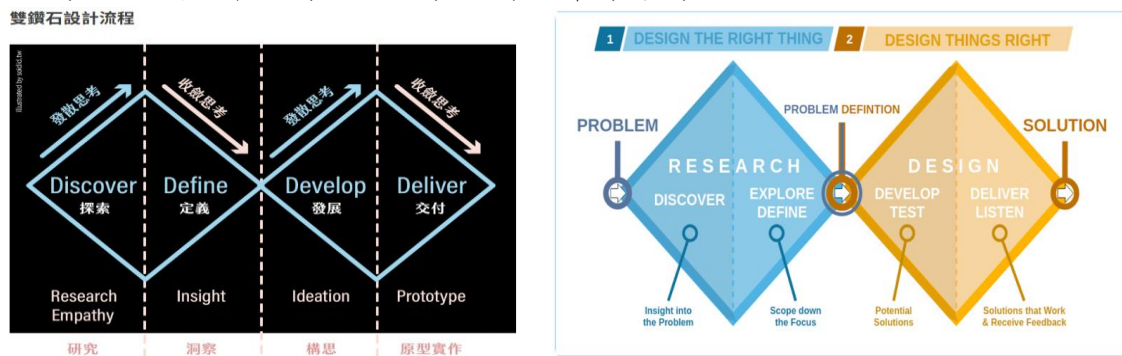 雙鑽石設計流程
illustrated by soidid.tw
發散思考
收斂思考
發散思考
收斂思考
Discover
探索
Define
定義
Develop
發展
Deliver
交付
Research
Empathy
Insight
Ideation
Prototype
研究
洞察
構思
原型實作
1 DESIGN THE RIGHT THING
2 DESIGN THINGS RIGHT
PROBLEM
PROBLEM DEFINTION
SOLUTION
RESEARCH
DESIGN
DISCOVER
EXPLORE
DEFINE
DEVELOP
TEST
DELIVER
LISTEN
Insight into
the Problem
Scope down
the Focus
Potential
Solutions
Solutions that Work
& Receive Feedback